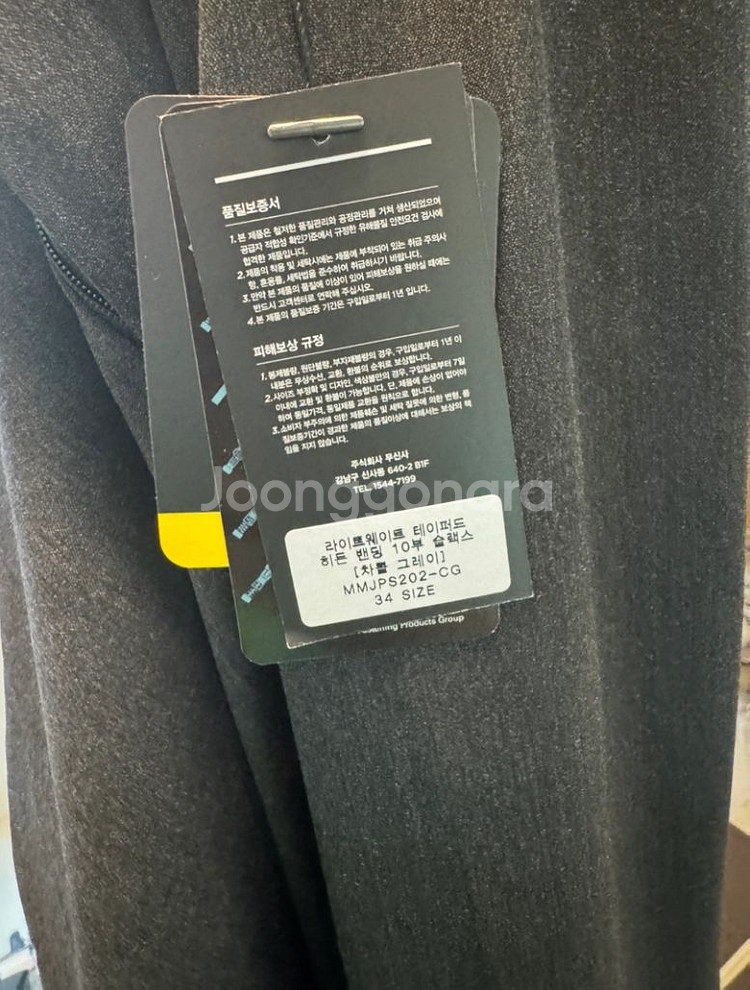 품질보증서
1. 본 제품은 철저한 품질관리와 공정관리를 거쳐 생산되었으며
공급자 적합성 확인기준에서 규정한 유해물질 안전요건 검사에
합격한 제품입니다.
2. 제품의 착용 및 세탁시에는 제품에 부착되어 있는 취급 주의사
항, 혼용률, 세탁법을 준수하여 취급하시기 바랍니다.
3. 만약 본 제품의 품질에 이상이 있어 피해보상을 원하실 때에는
반드시 고객센터로 연락해 주십시오.
4. 본 제품의 품질보증 기간은 구입일로부터 1년 입니다.
피해보상 규정
1. 봉제불량, 원단불량, 부자재불량의 경우, 구입일로부터 1년 이
내분은 무상수선, 교환, 환불의 순위로 보상합니다.
2. 사이즈 부정확 및 디자인, 색상불만의 경우, 구입일로부터 7일
이내에 교환 및 환불이 가능합니다. 단, 제품에 손상이 없어야
하며 동일가격, 동일제품 교환을 원칙으로 합니다.
3. 소비자 부주의에 의한 제품훼손 및 세탁 잘못에 의한 변형, 품
질보증기간이 경과한 제품의 품질이상에 대해서는 보상의 책
임을 지지 않습니다.
주식회사 무신사
강남구 신사동 640-2 B1F
TEL. 1544-7199
Joonggonara
라이트웨이트 테이퍼드
히든 밴딩 10부 슬랙스
[차콜 그레이]
MMJPS202-CG
34 SIZE
Products Group